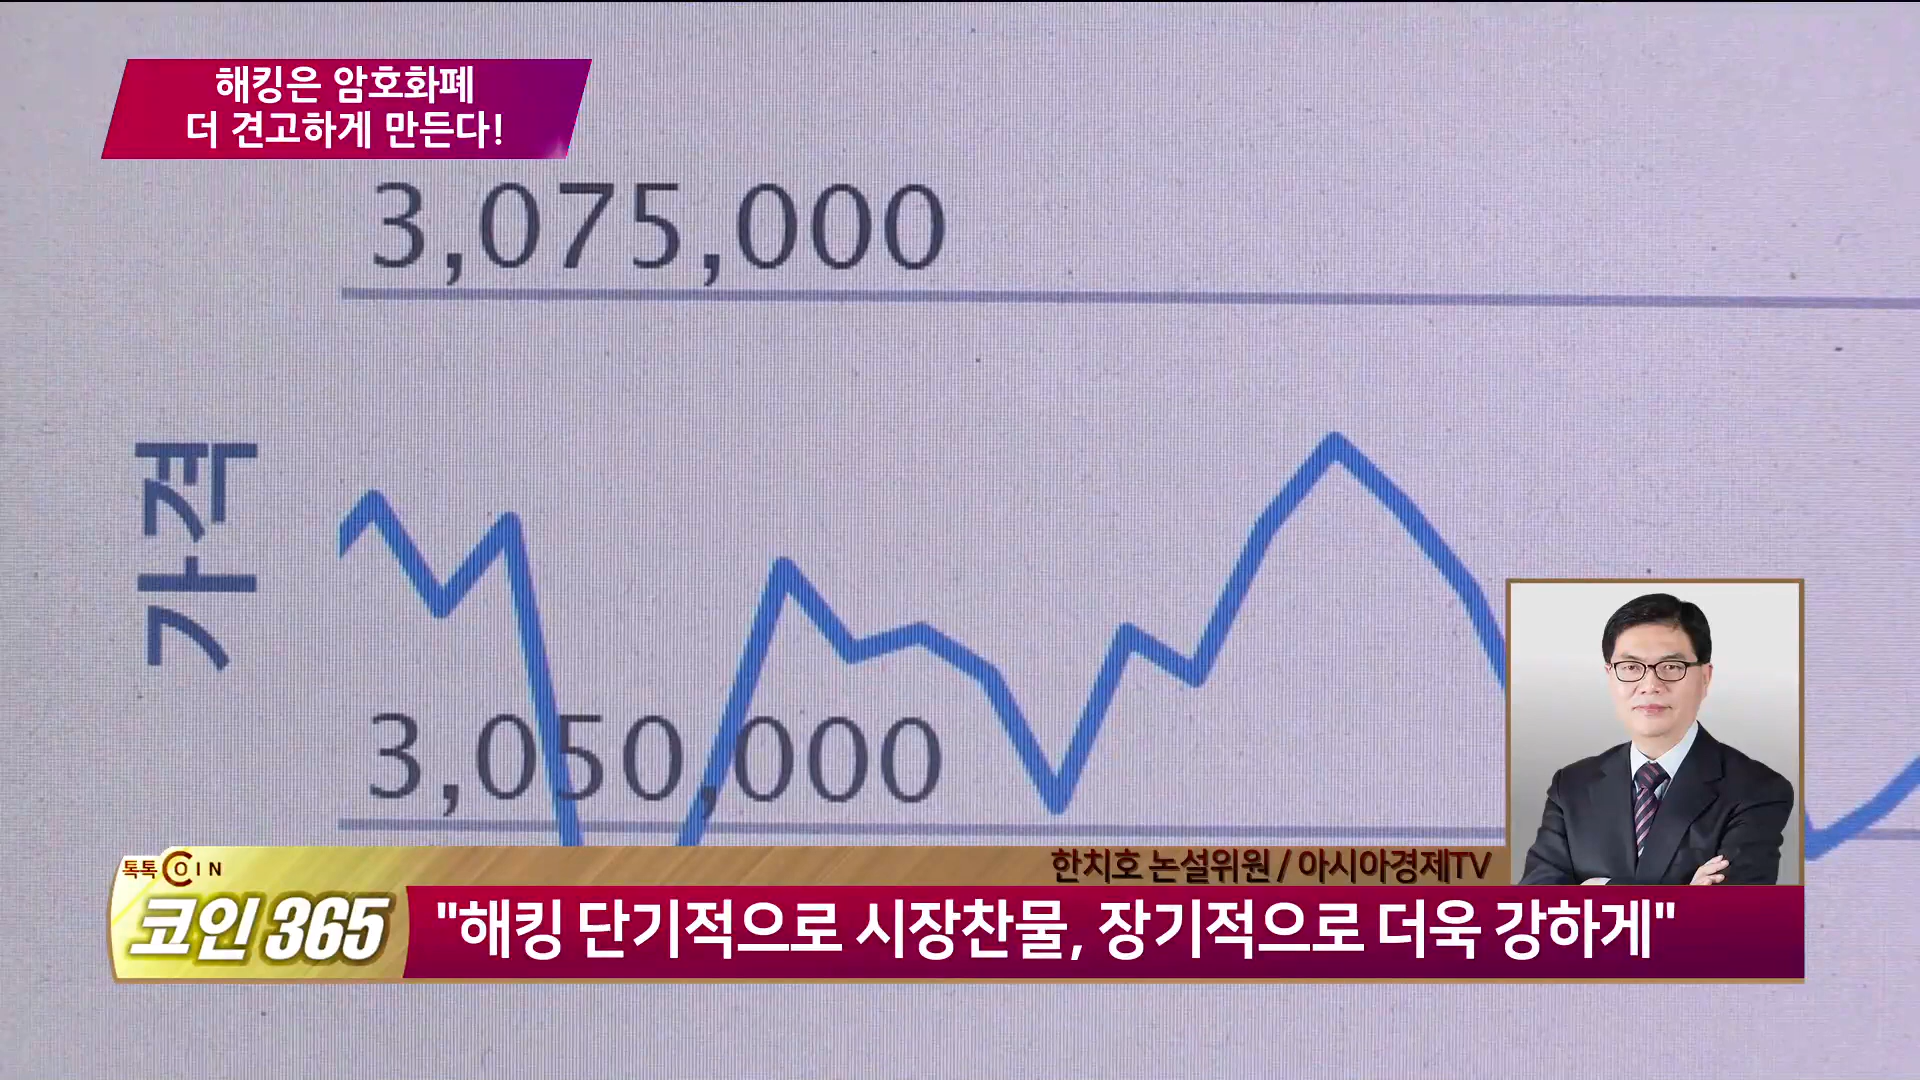 해킹은 암호화폐
더 견고하게 만든다!
3,075,000
가격
3,050,000
한치호 논설위원 / 아시아경제TV
톡톡 COIN
코인 365
"해킹 단기적으로 시장찬물, 장기적으로 더욱 강하게"